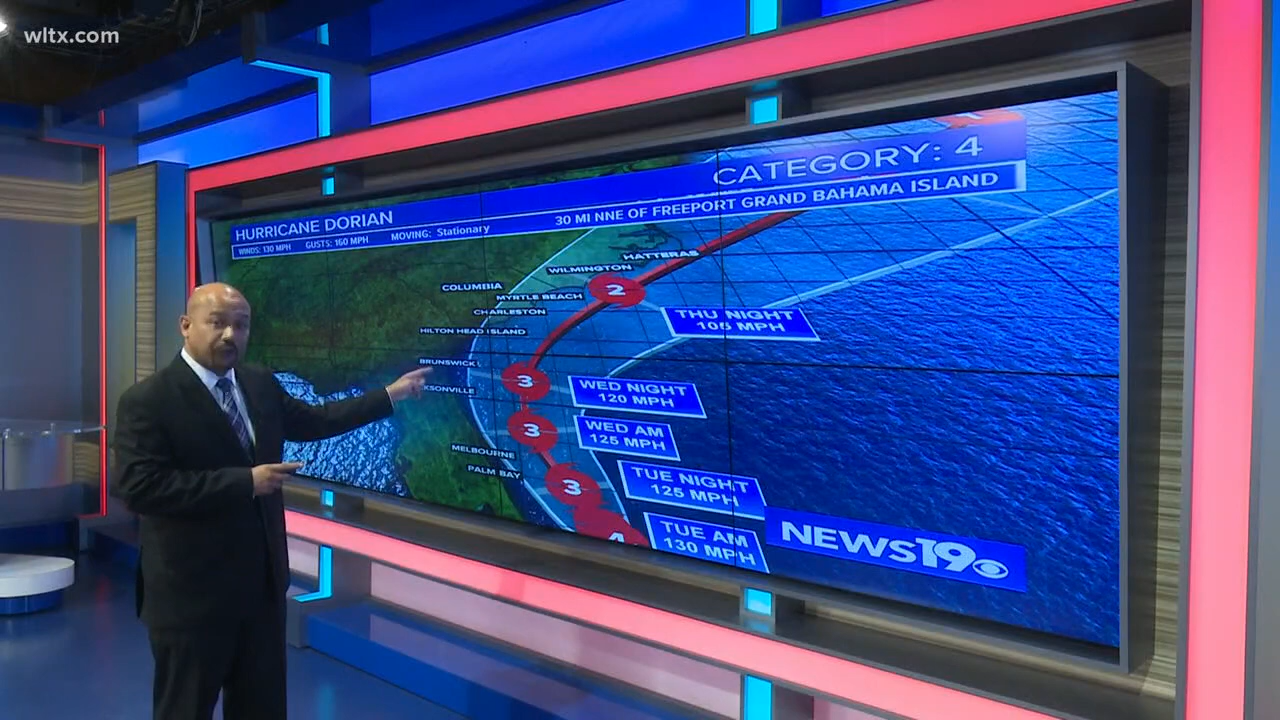 wltx.com
CATEGORY: 4
HURRICANE DORIAN
30 MI NNE OF FREEPORT GRAND BAHAMA ISLAND
WINDS: 130 MPH GUSTS: 160 MPH MOVING: Stationary
HATTERAS
WILMINGTON
COLUMBIA
MYRTLE BEACH
2
CHARLESTON
THU NIGHT
105 MPH
HILTON HEAD ISLAND
BRUNSWICK
3
WED NIGHT
120 MPH
KSONVILLE
3
WED AM
125 MPH
MELBOURNE
PALM BAY
3
TUE NIGHT
125 MPH
4
TUE AM
130 MPH
NEWS19